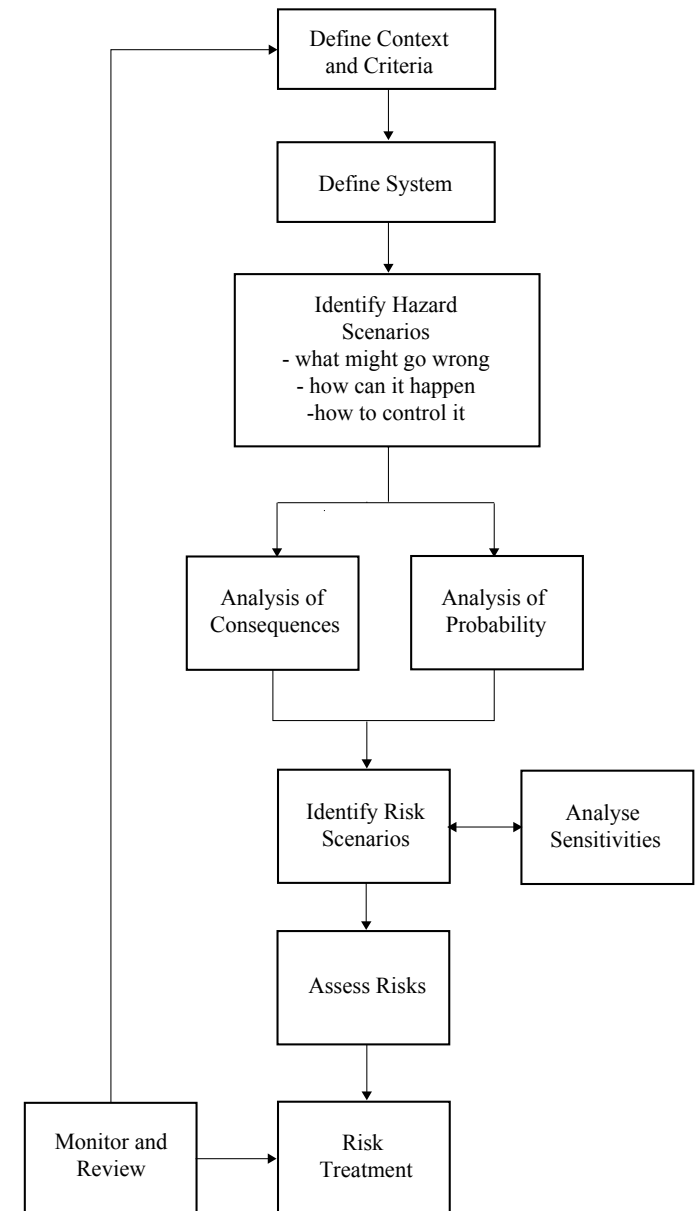 Define Context
and Criteria
Define System
Identify Hazard
Scenarios
- what might go wrong
- how can it happen
-how to control it
Analysis of
Consequences
Analysis of
Probability
Identify Risk
Scenarios
Analyse
Sensitivities
Assess Risks
Monitor and
Review
Risk
Treatment